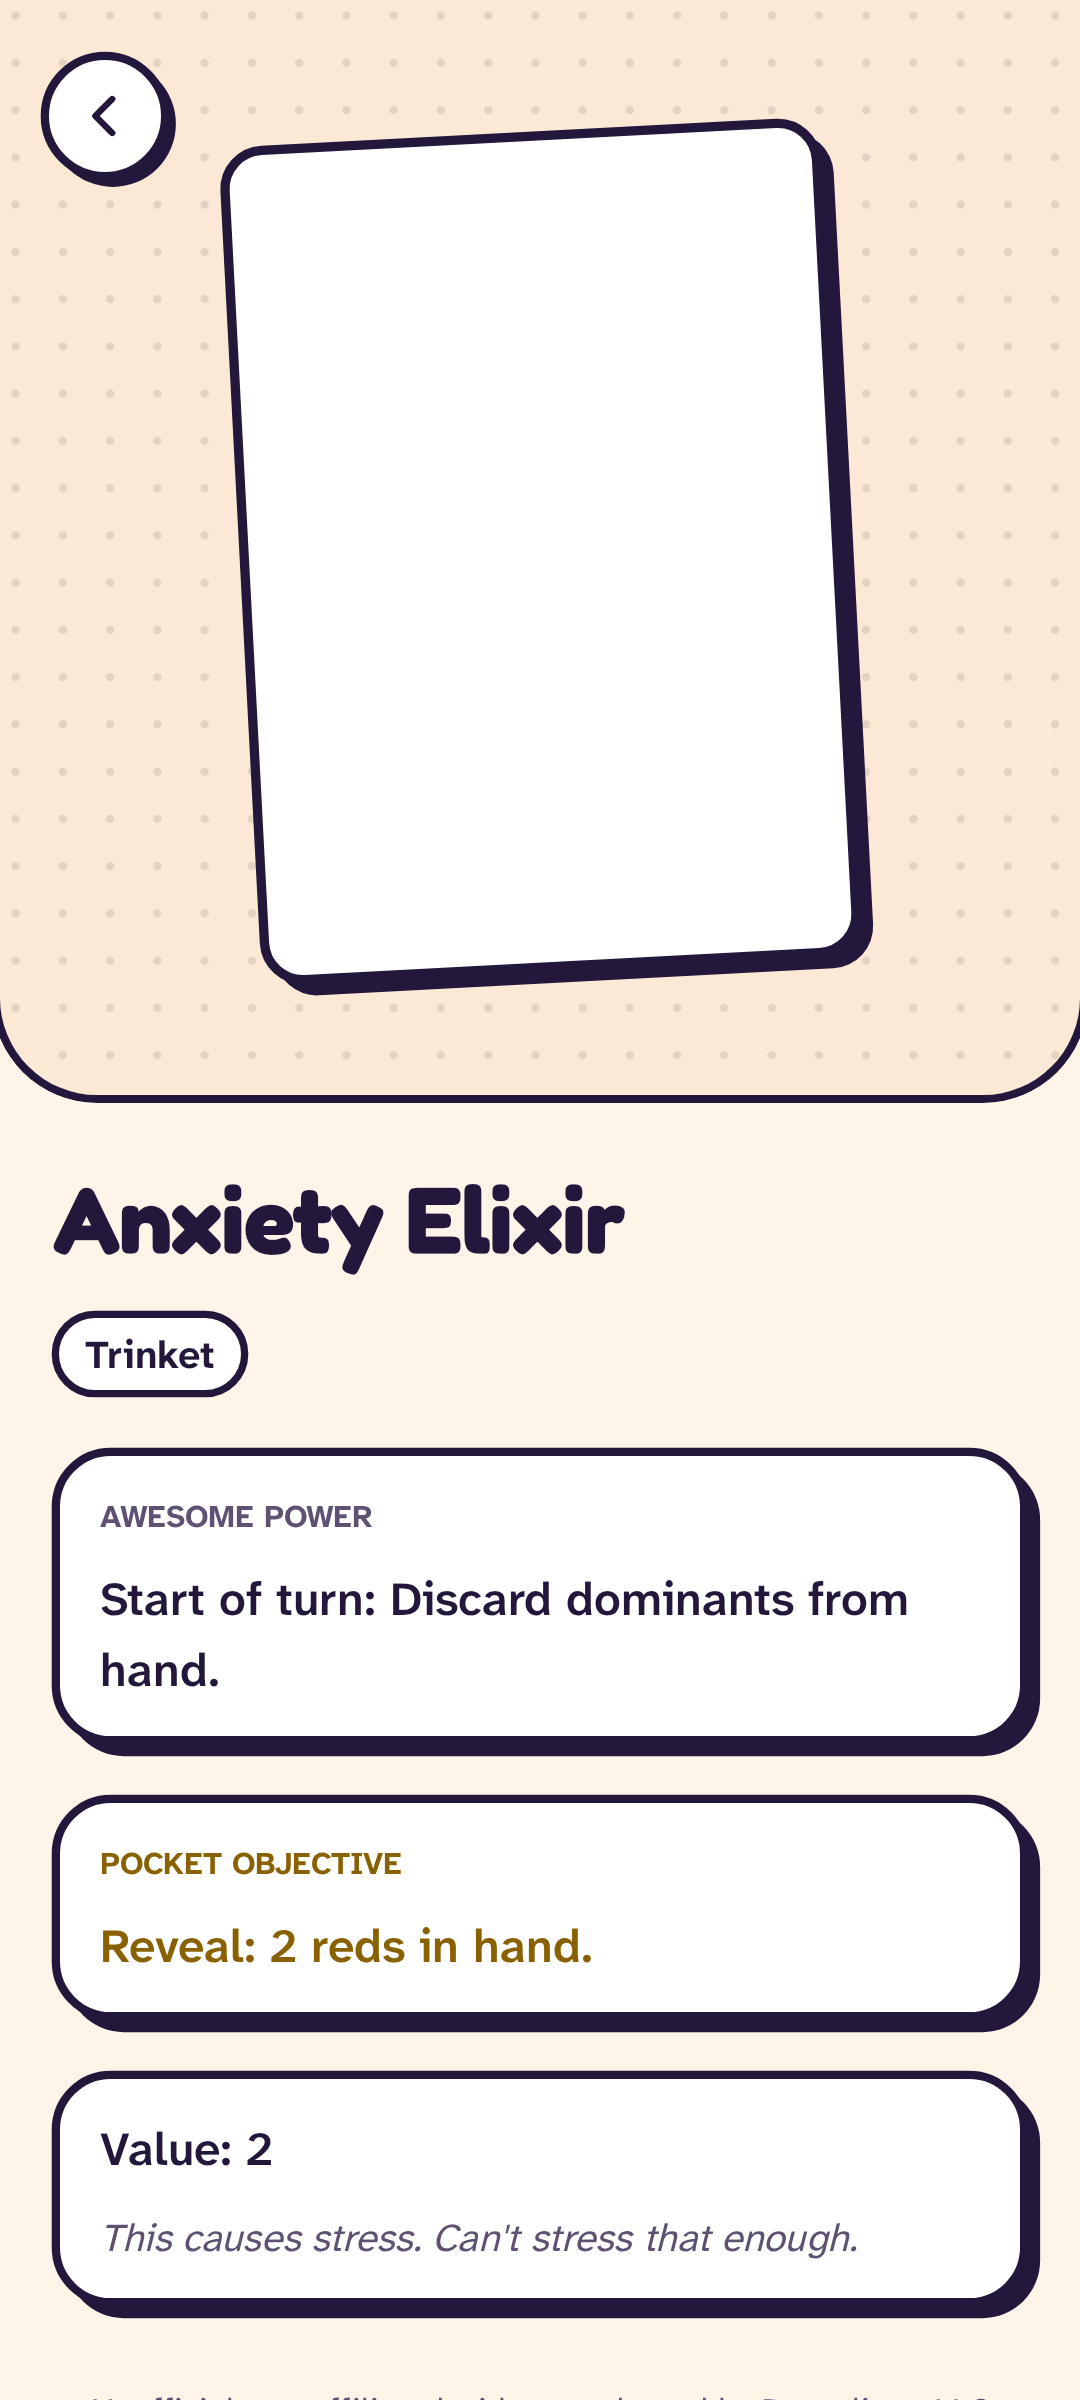 Anxiety Elixir
Trinket
AWESOME POWER
Start of turn: Discard dominants from
hand.
POCKET OBJECTIVE
Reveal: 2 reds in hand.
Value: 2
This causes stress. Can't stress that enough.